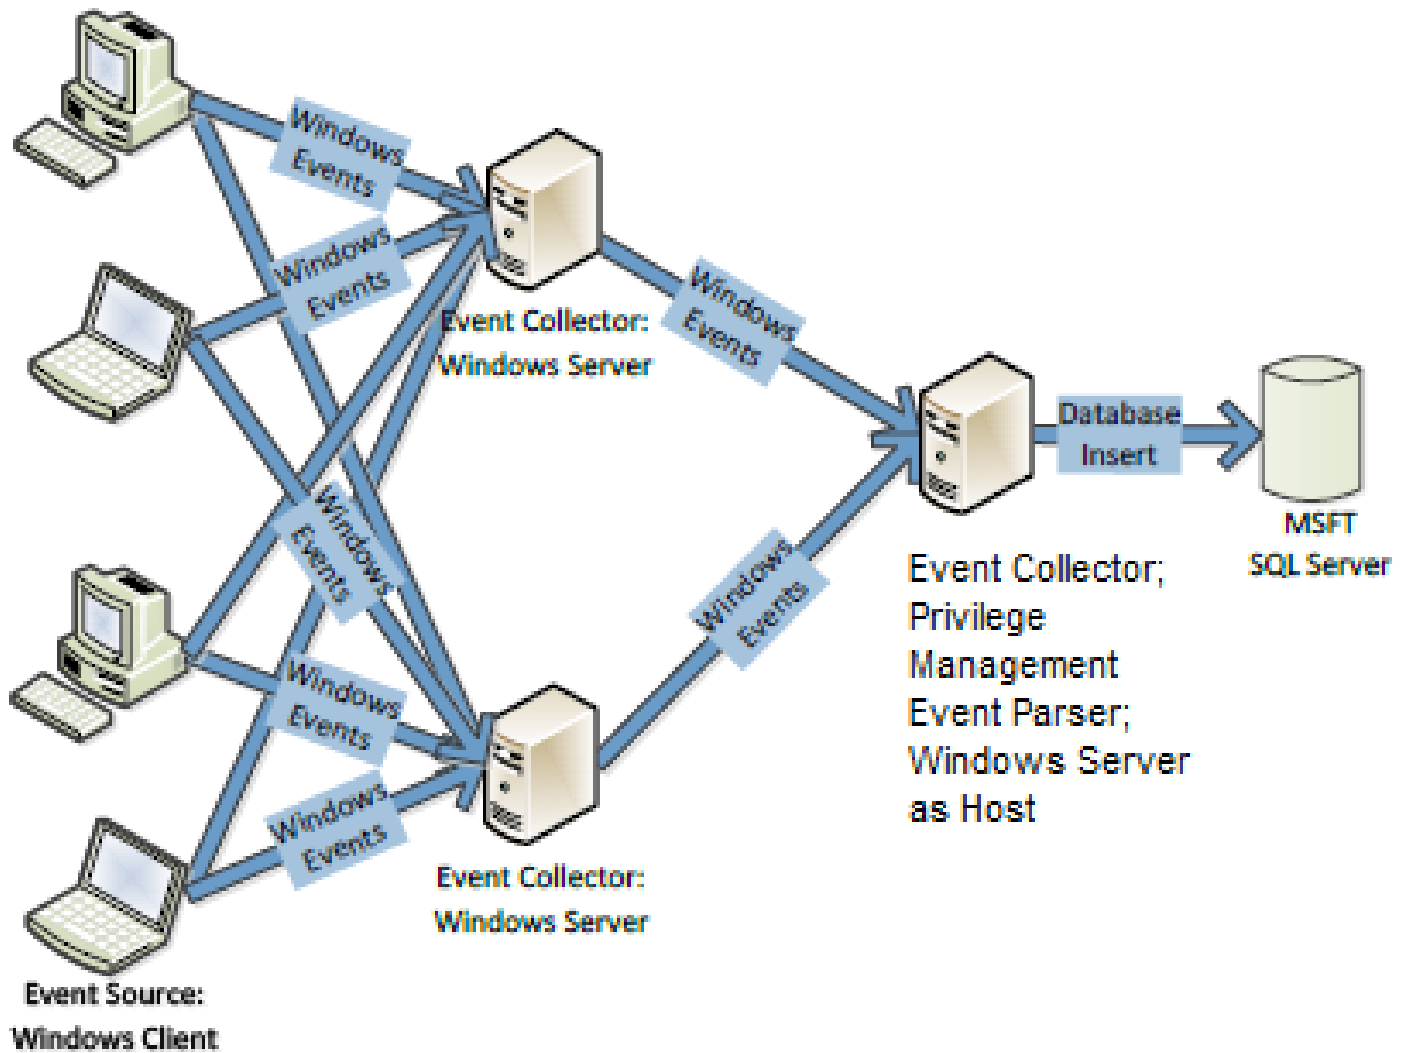 Windows
Events
Windows
Events
Event Collector:
Windows Server
Windows
Events
Database
Insert
MSFT
SQL Server
Windows
Events
Windows
Events
Event Collector;
Privilege
Management
Event Parser;
Windows Server
as Host
Windows
Events
Windows
Events
Event Collector:
Windows Server
Event Source:
Windows Client